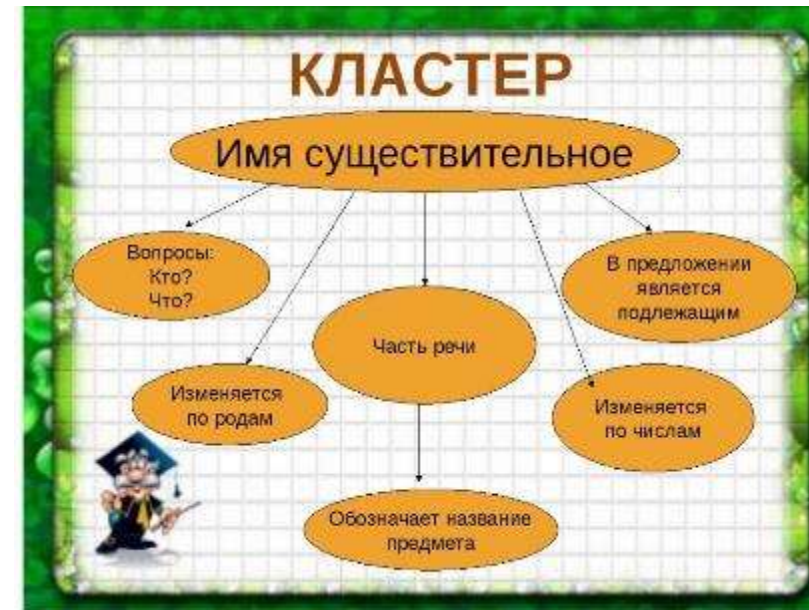 КЛАСТЕР
Имя существительное
Вопросы:
Кто?
Что?
В предложении
является
подлежащим
Часть речи
Изменяется
по родам
Изменяется
по числам
Обозначает название
предмета